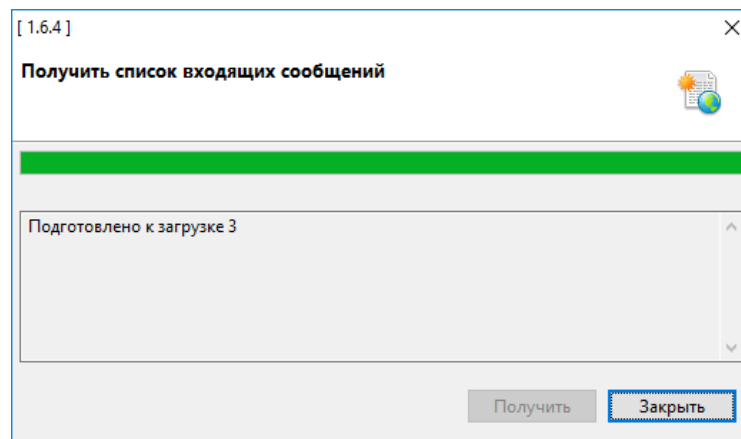 [ 1.6.4 ]
Получить список входящих сообщений
Подготовлено к загрузке 3
Получить
Закрыть